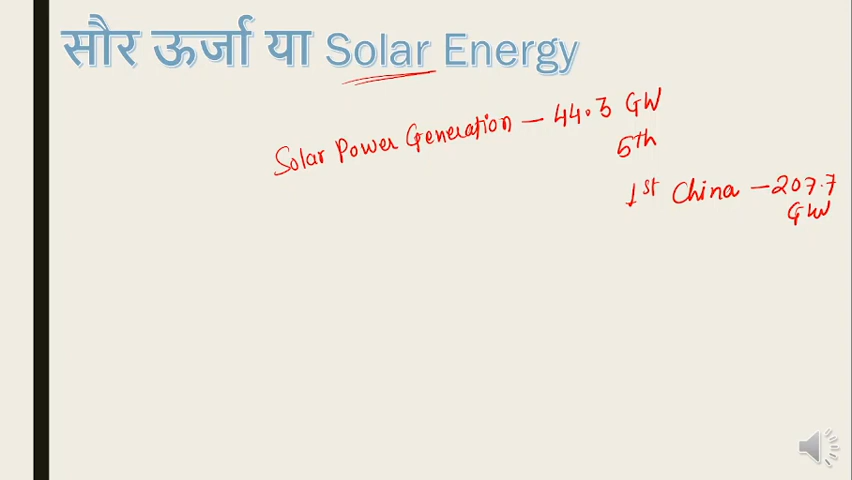 सौर ऊर्जा या Solar Energy
Solar Power Generation - 44.3 GW
5th
1st China - 207.7
GW